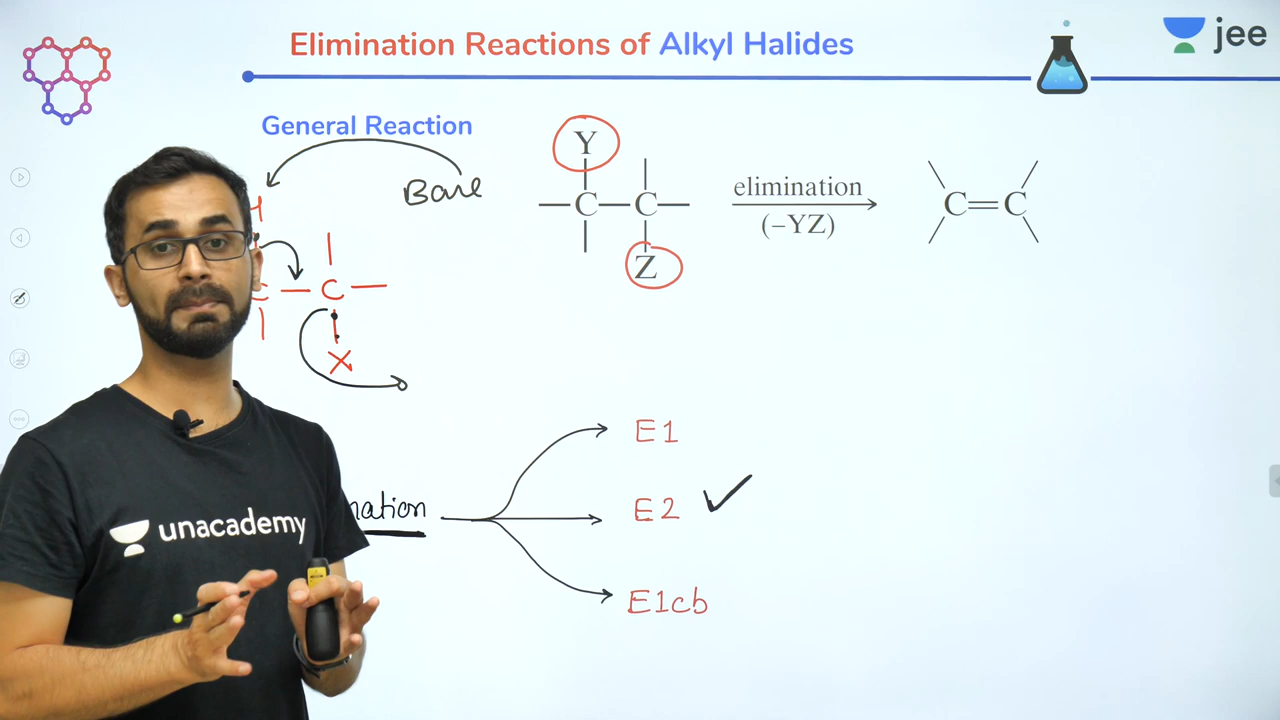 Elimination Reactions of Alkyl Halides
jee
General Reaction
Base
H
C — C —
X
Y
— C — C —
Z
elimination
(−YZ)
C=C
nation
E1
E2 ✓
E1cb
unacademy